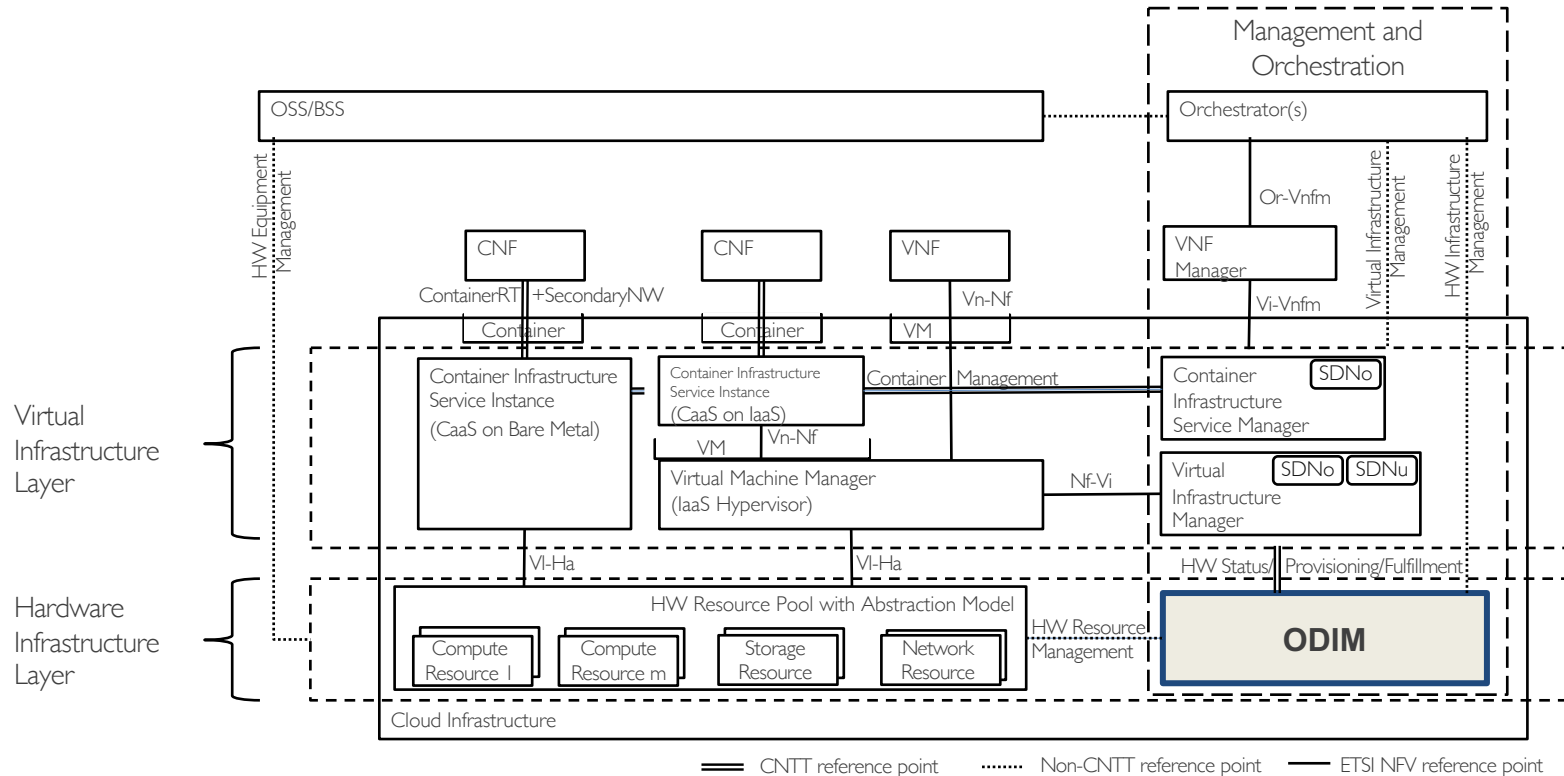 Management and
Orchestration
OSS/BSS
Orchestrator(s)
HW Equipment
Management
Or-Vnfm
Virtual Infrastructure
Management
HW Infrastructure
Management
CNF
CNF
VNF
VNF
Manager
ContainerRT +SecondaryNW
Vn-Nf
Vi-Vnfm
Container
Container
VM
Virtual
Infrastructure
Layer
Container Infrastructure
Service Instance
(CaaS on Bare Metal)
Container Infrastructure
Service Instance
(CaaS on IaaS)
Container Management
Container
Infrastructure
Service Manager
SDNo
VM
Vn-Nf
Virtual Machine Manager
(IaaS Hypervisor)
Nf-Vi
Virtual
Infrastructure
Manager
SDNo
SDNu
Vl-Ha
Vl-Ha
HW Status/ Provisioning/Fulfillment
Hardware
Infrastructure
Layer
HW Resource Pool with Abstraction Model
Compute
Resource 1
Compute
Resource m
Storage
Resource
Network
Resource
HW Resource
Management
ODIM
Cloud Infrastructure
CNTT reference point
Non-CNTT reference point
ETSI NFV reference point